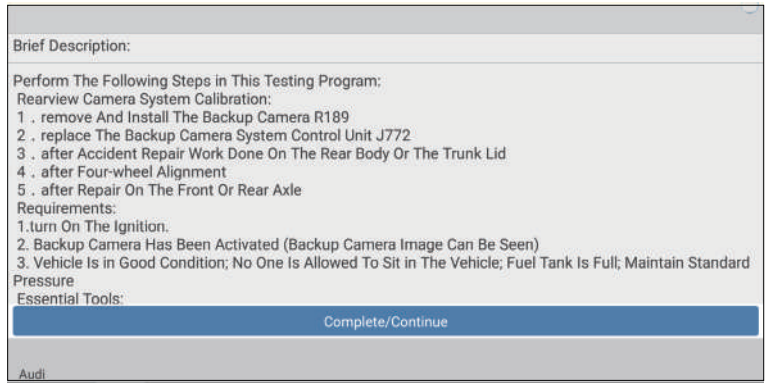 Brief Description:
Perform The Following Steps in This Testing Program:
Rearview Camera System Calibration:
1 . remove And Install The Backup Camera R189
2 . replace The Backup Camera System Control Unit J772
3 . after Accident Repair Work Done On The Rear Body Or The Trunk Lid
4 . after Four-wheel Alignment
5 . after Repair On The Front Or Rear Axle
Requirements:
1.turn On The Ignition.
2. Backup Camera Has Been Activated (Backup Camera Image Can Be Seen)
3. Vehicle Is in Good Condition; No One Is Allowed To Sit in The Vehicle; Fuel Tank Is Full; Maintain Standard
Pressure
Essential Tools:
Complete/Continue
Audi